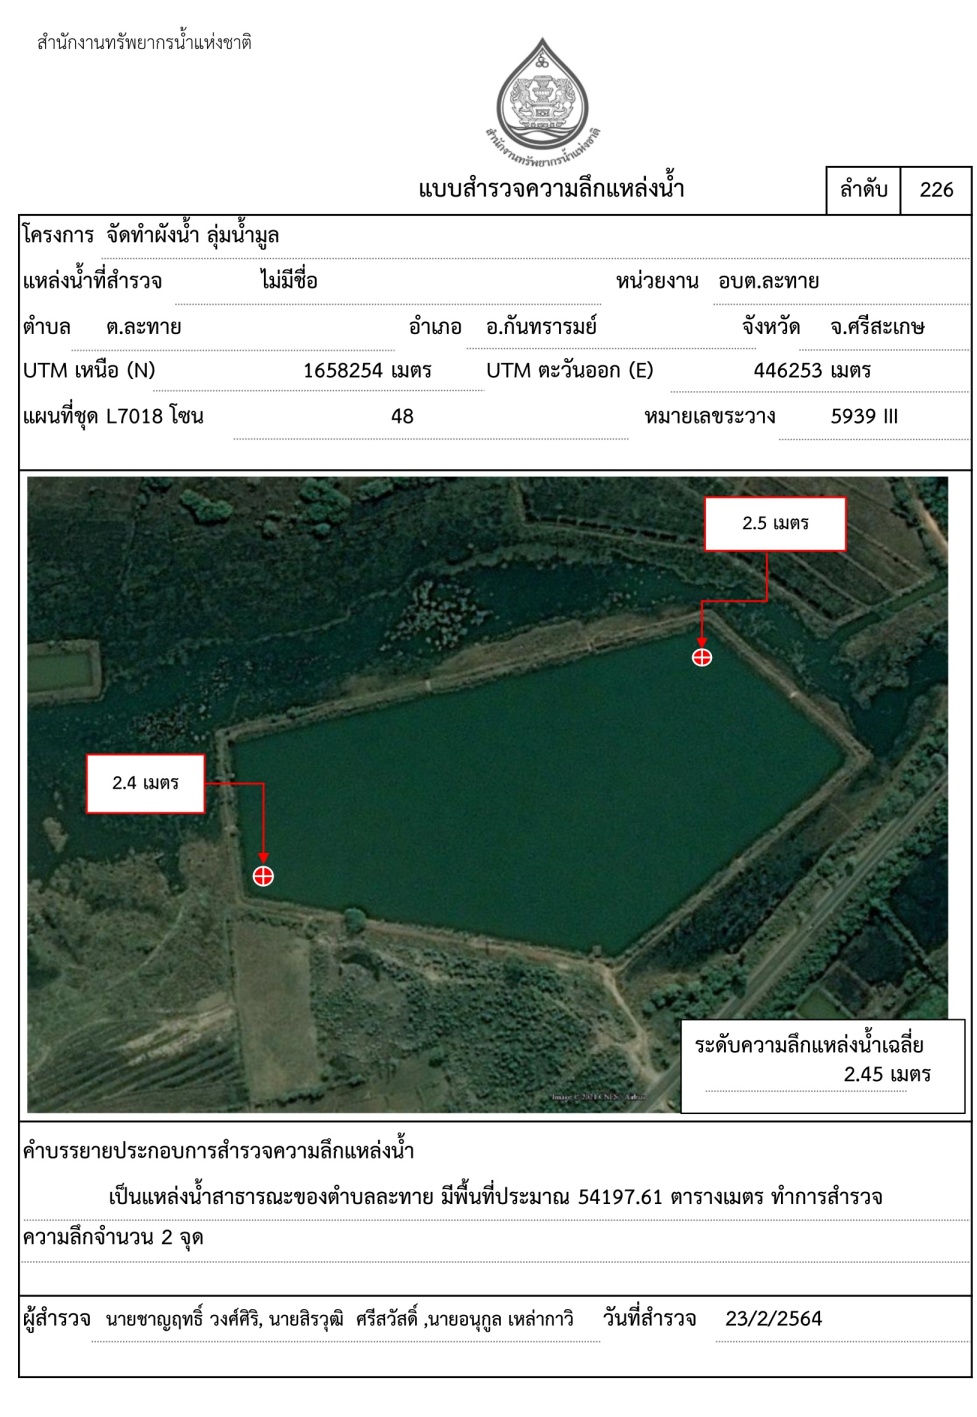 สำนักงานทรัพยากรน้ำแห่งชาติ
สำนักงานทรัพยากรน้ำแห่งชาติ
แบบสำรวจความลึกแหล่งน้ำ ลำดับ 226
โครงการ จัดทำผังน้ำ ลุ่มน้ำมูล
แหล่งน้ำที่สำรวจ ไม่มีชื่อ หน่วยงาน อบต.ละทาย
ตำบล ต.ละทาย อำเภอ อ.กันทรารมย์ จังหวัด จ.ศรีสะเกษ
UTM เหนือ (N) 1658254 เมตร UTM ตะวันออก (E) 446253 เมตร
แผนที่ชุด L7018 โซน 48 หมายเลขระวาง 5939 III
2.5 เมตร
2.4 เมตร
ระดับความลึกแหล่งน้ำเฉลี่ย
2.45 เมตร
Image © 2021 CNES / Airbus
คำบรรยายประกอบการสำรวจความลึกแหล่งน้ำ
เป็นแหล่งน้ำสาธารณะของตำบลละทาย มีพื้นที่ประมาณ 54197.61 ตารางเมตร ทำการสำรวจ
ความลึกจำนวน 2 จุด
ผู้สำรวจ นายชาญฤทธิ์ วงศ์ศิริ, นายสิรวุฒิ ศรีสวัสดิ์ ,นายอนุกูล เหล่ากาวิ วันที่สำรวจ 23/2/2564